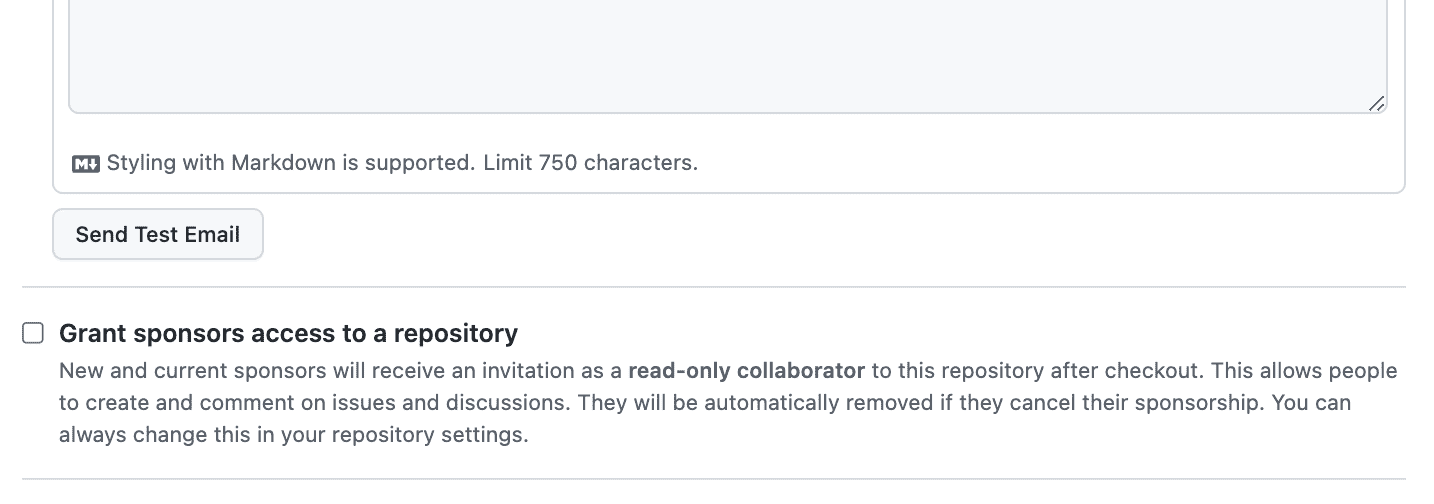 Styling with Markdown is supported. Limit 750 characters.
Send Test Email
Grant sponsors access to a repository
New and current sponsors will receive an invitation as a read-only collaborator to this repository after checkout. This allows people
to create and comment on issues and discussions. They will be automatically removed if they cancel their sponsorship. You can
always change this in your repository settings.